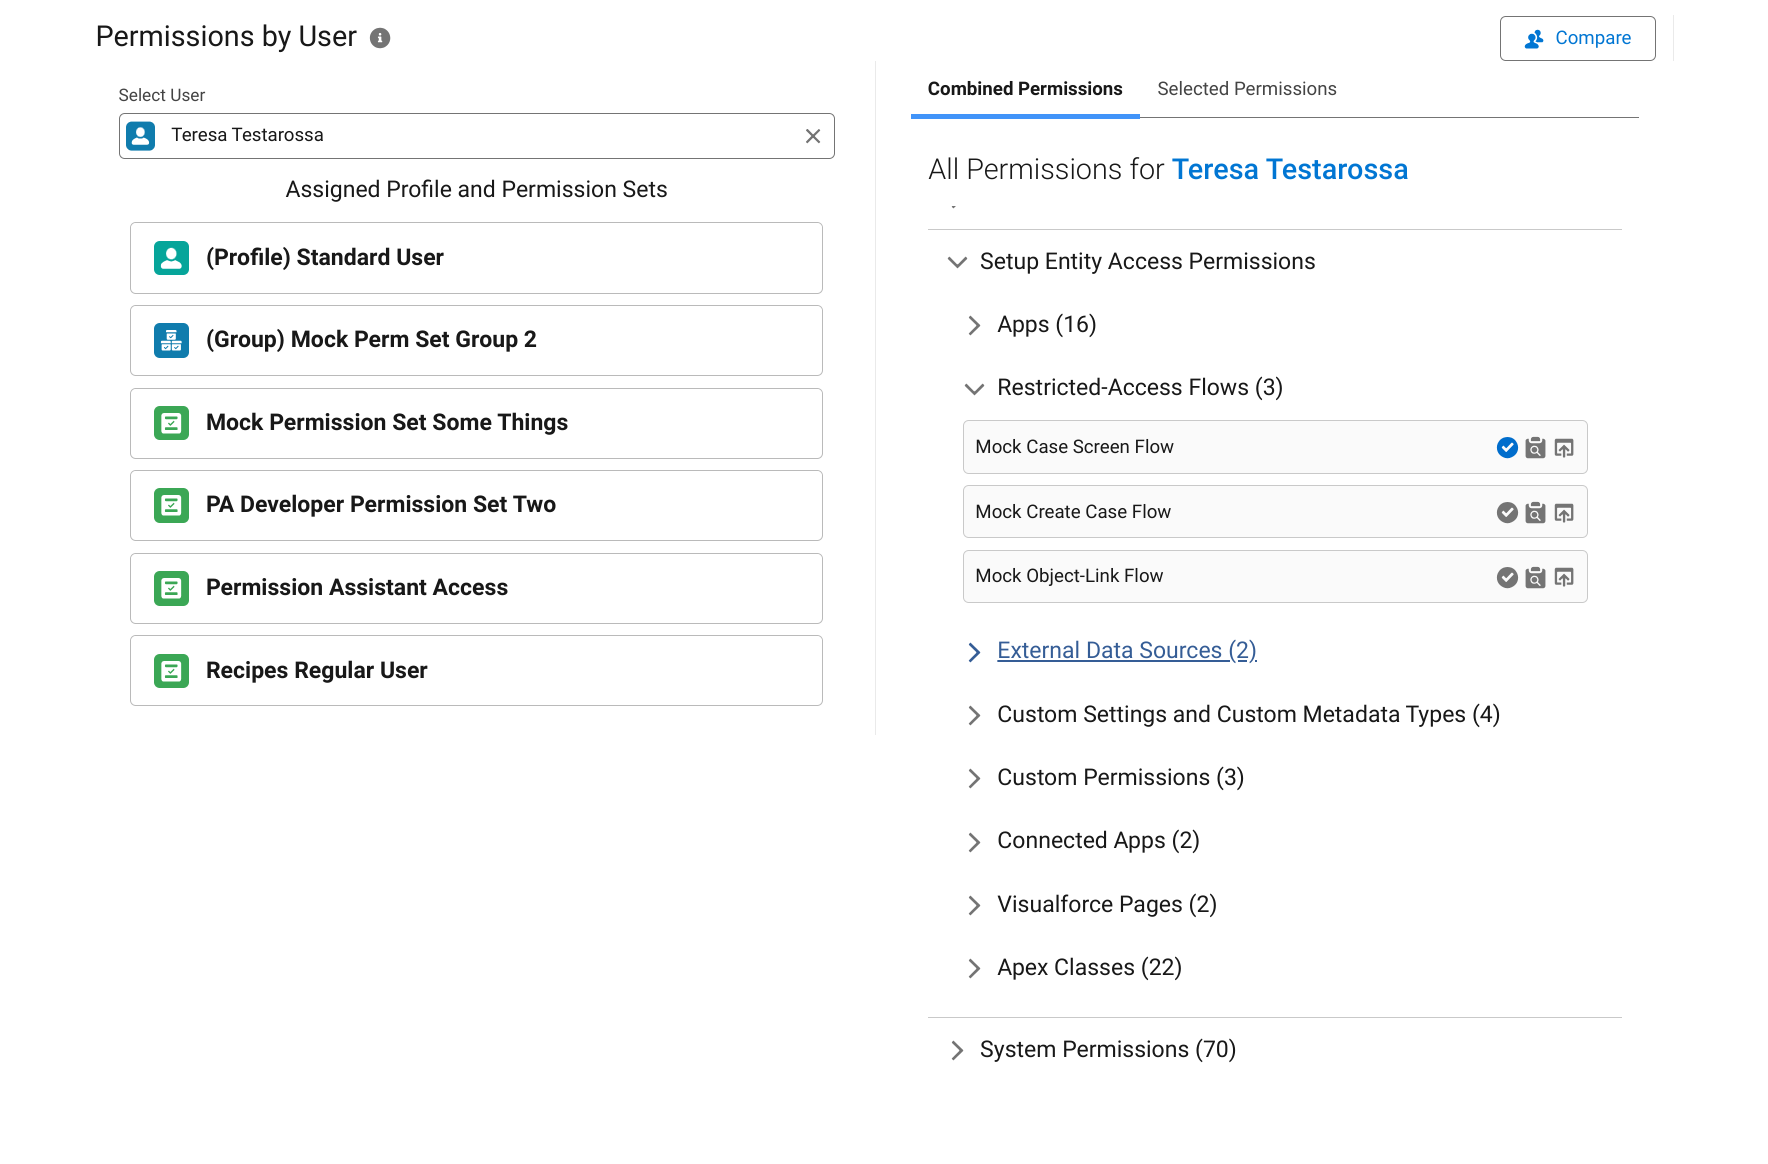 Permissions by User
Compare
Select User
Teresa Testarossa
Assigned Profile and Permission Sets
(Profile) Standard User
(Group) Mock Perm Set Group 2
Mock Permission Set Some Things
PA Developer Permission Set Two
Permission Assistant Access
Recipes Regular User
Combined Permissions
Selected Permissions
All Permissions for Teresa Testarossa
Setup Entity Access Permissions
Apps (16)
Restricted-Access Flows (3)
Mock Case Screen Flow
Mock Create Case Flow
Mock Object-Link Flow
External Data Sources (2)
Custom Settings and Custom Metadata Types (4)
Custom Permissions (3)
Connected Apps (2)
Visualforce Pages (2)
Apex Classes (22)
System Permissions (70)